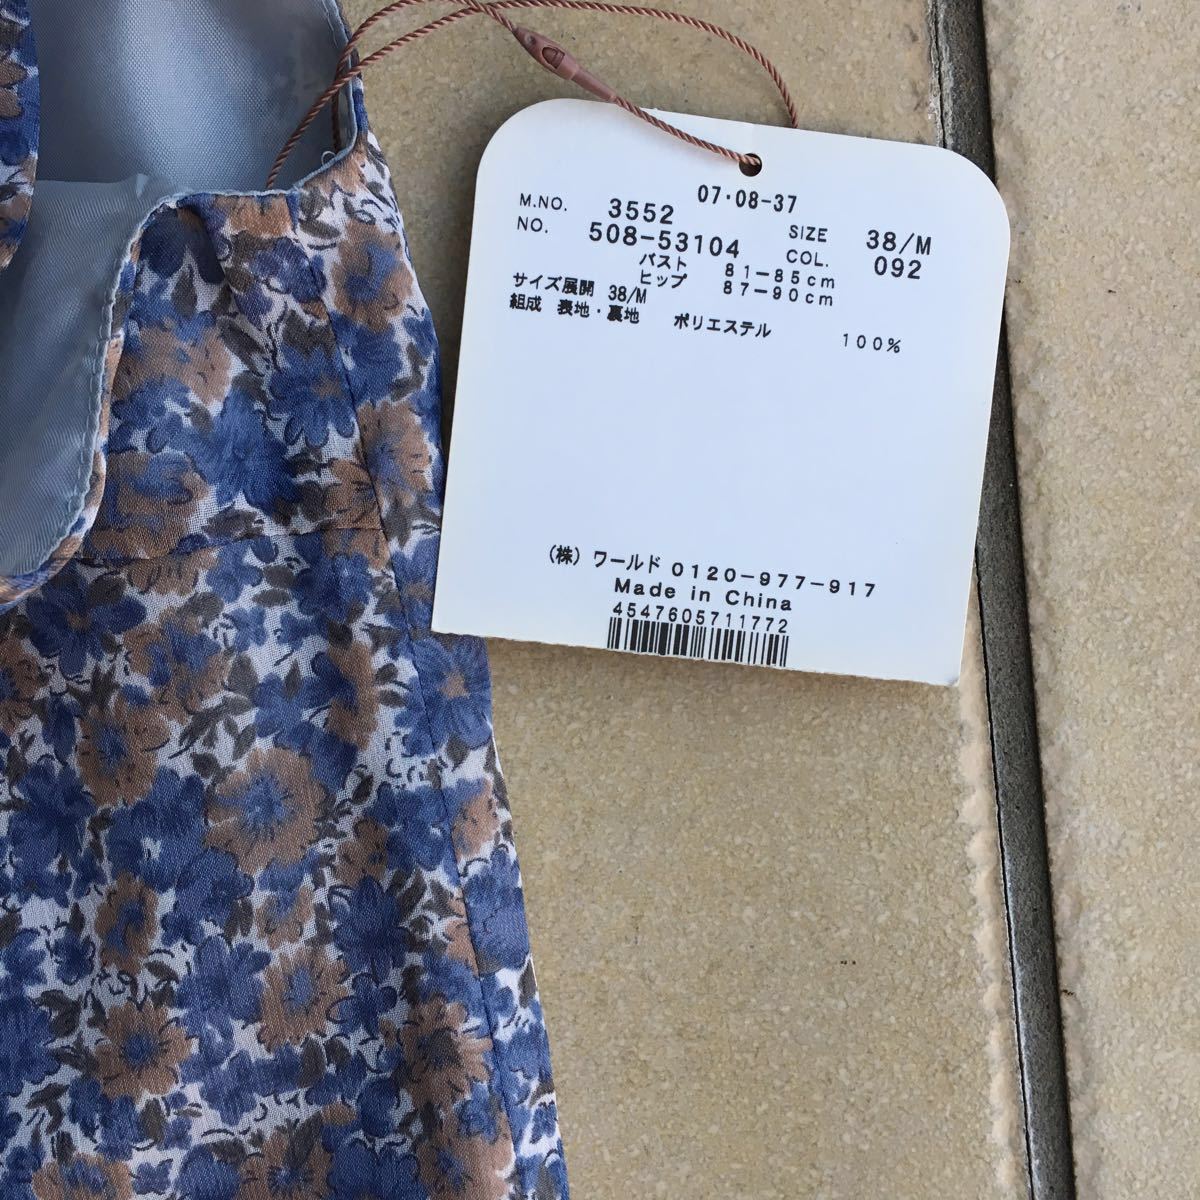 07・08-37
M.NO. 3552 SIZE 38/M
NO. 508-53104 COL. 092
バスト 81－85cm
ヒップ 87－90cm
サイズ展開 38/M
組成 表地・裏地 ポリエステル 100%
(株) ワールド 0120-977-917
Made in China
4547605711772